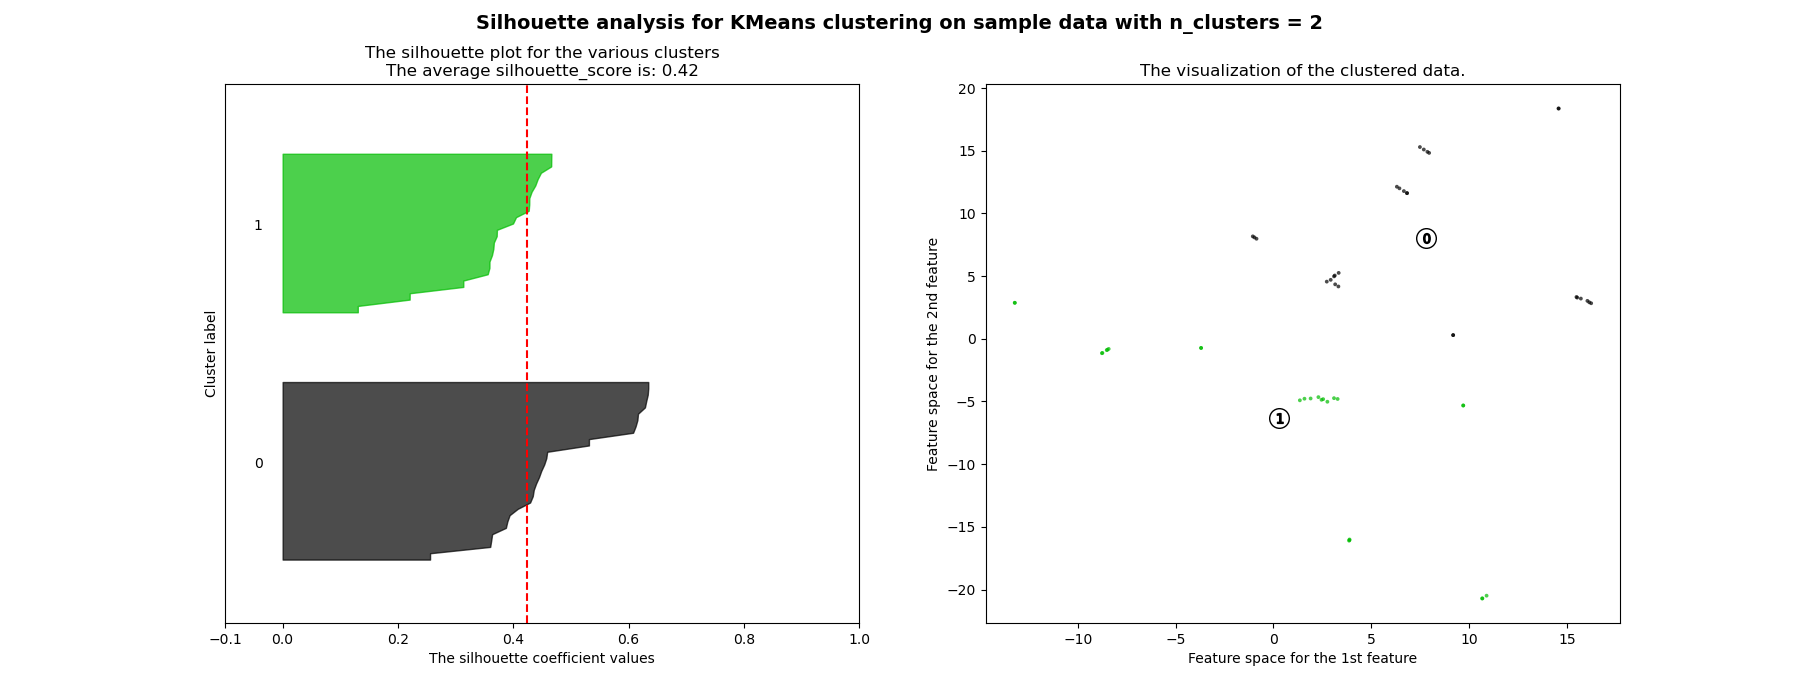 Silhouette analysis for KMeans clustering on sample data with n_clusters = 2
The silhouette plot for the various clusters
The average silhouette_score is: 0.42
1
0
Cluster label
−0.1 0.0 0.2 0.4 0.6 0.8 1.0
The silhouette coefficient values
The visualization of the clustered data.
20
15
10
5
0
−5
−10
−15
−20
Feature space for the 2nd feature
0
1
−10 −5 0 5 10 15
Feature space for the 1st feature